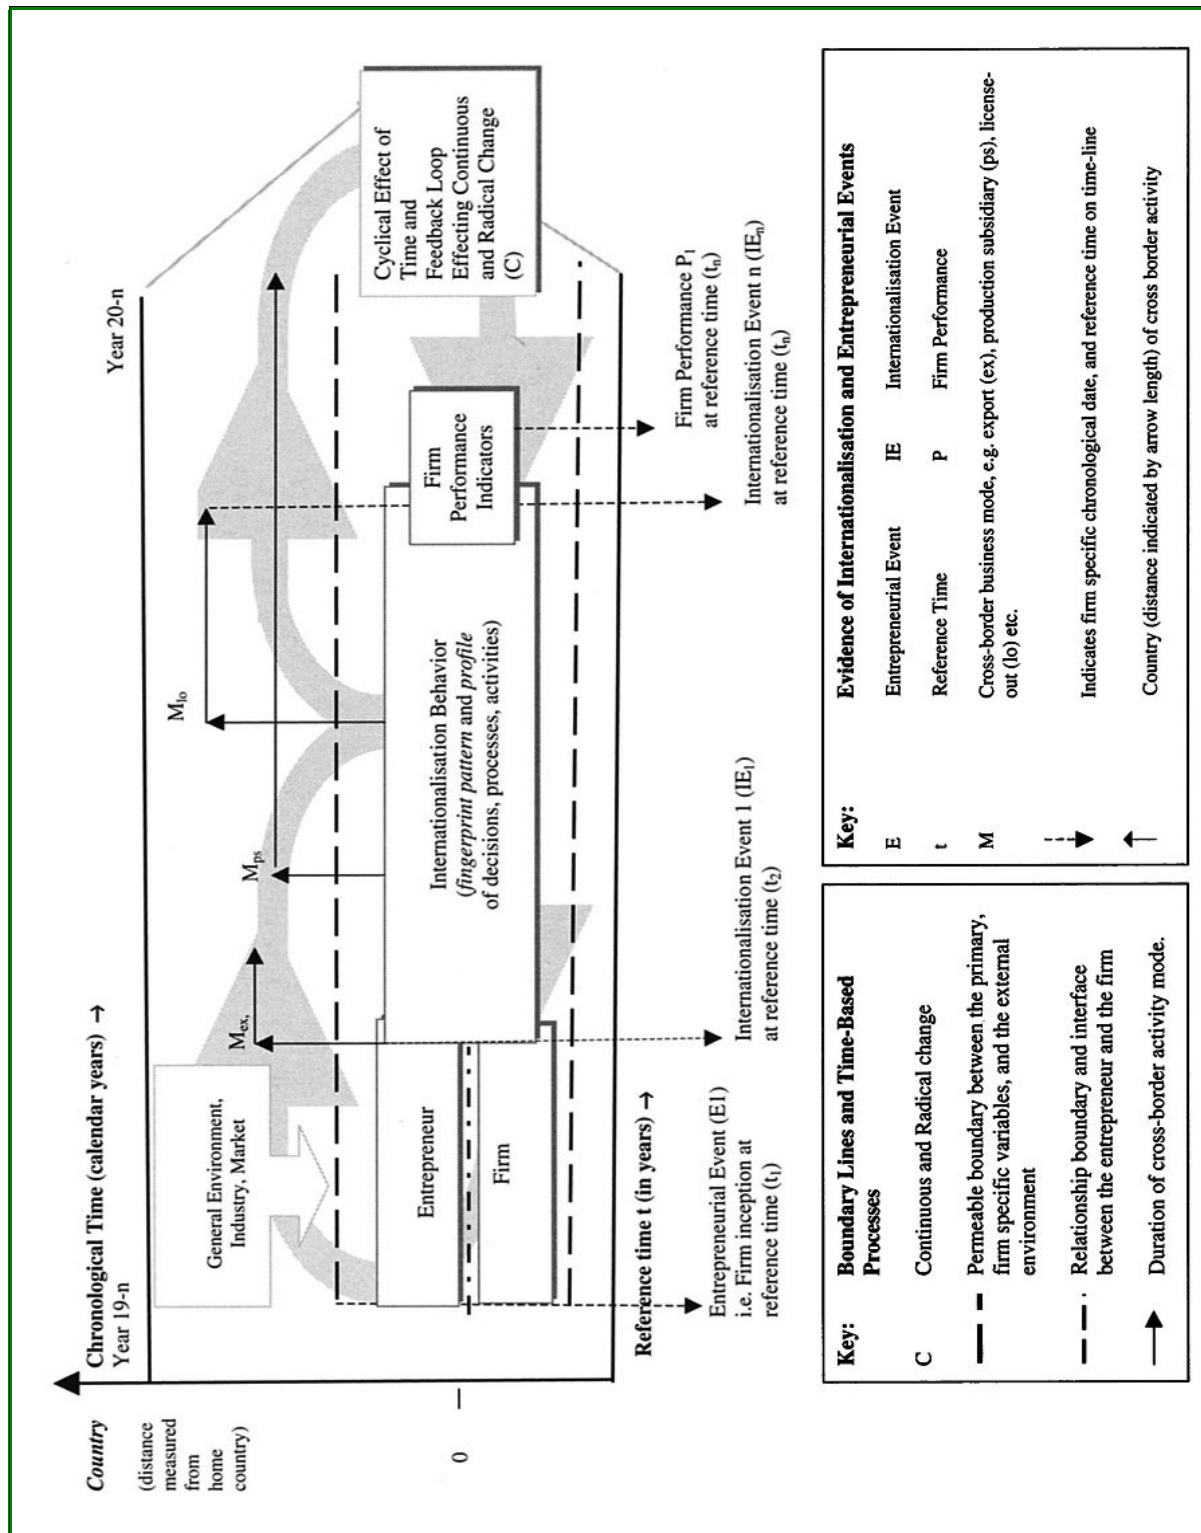 Country
(distance
measured
from
home
country)
0
Chronological Time (calendar years) →
Year 19-n
Year 20-n
General Environment,
Industry, Market
Entrepreneur
Firm
Mex,
Mps
Mlo
Internationalisation Behavior
(fingerprint pattern and profile
of decisions, processes, activities)
Firm
Performance
Indicators
Cyclical Effect of
Time and
Feedback Loop
Effecting Continuous
and Radical Change
(C)
Reference time t (in years) →
Entrepreneurial Event (E1)
i.e. Firm inception at
reference time (t1)
Internationalisation Event 1 (IE1)
at reference time (t2)
Firm Performance P1
at reference time (tn)
Internationalisation Event n (IEn)
at reference time (tn)
Key: Boundary Lines and Time-Based
Processes
C Continuous and Radical change
Permeable boundary between the primary,
firm specific variables, and the external
environment
Relationship boundary and interface
between the entrepreneur and the firm
Duration of cross-border activity mode.
Key: Evidence of Internationalisation and Entrepreneurial Events
E Entrepreneurial Event IE Internationalisation Event
t Reference Time P Firm Performance
M Cross-border business mode, e.g. export (ex), production subsidiary (ps), license-
out (lo) etc.
Indicates firm specific chronological date, and reference time on time-line
Country (distance indicated by arrow length) of cross border activity